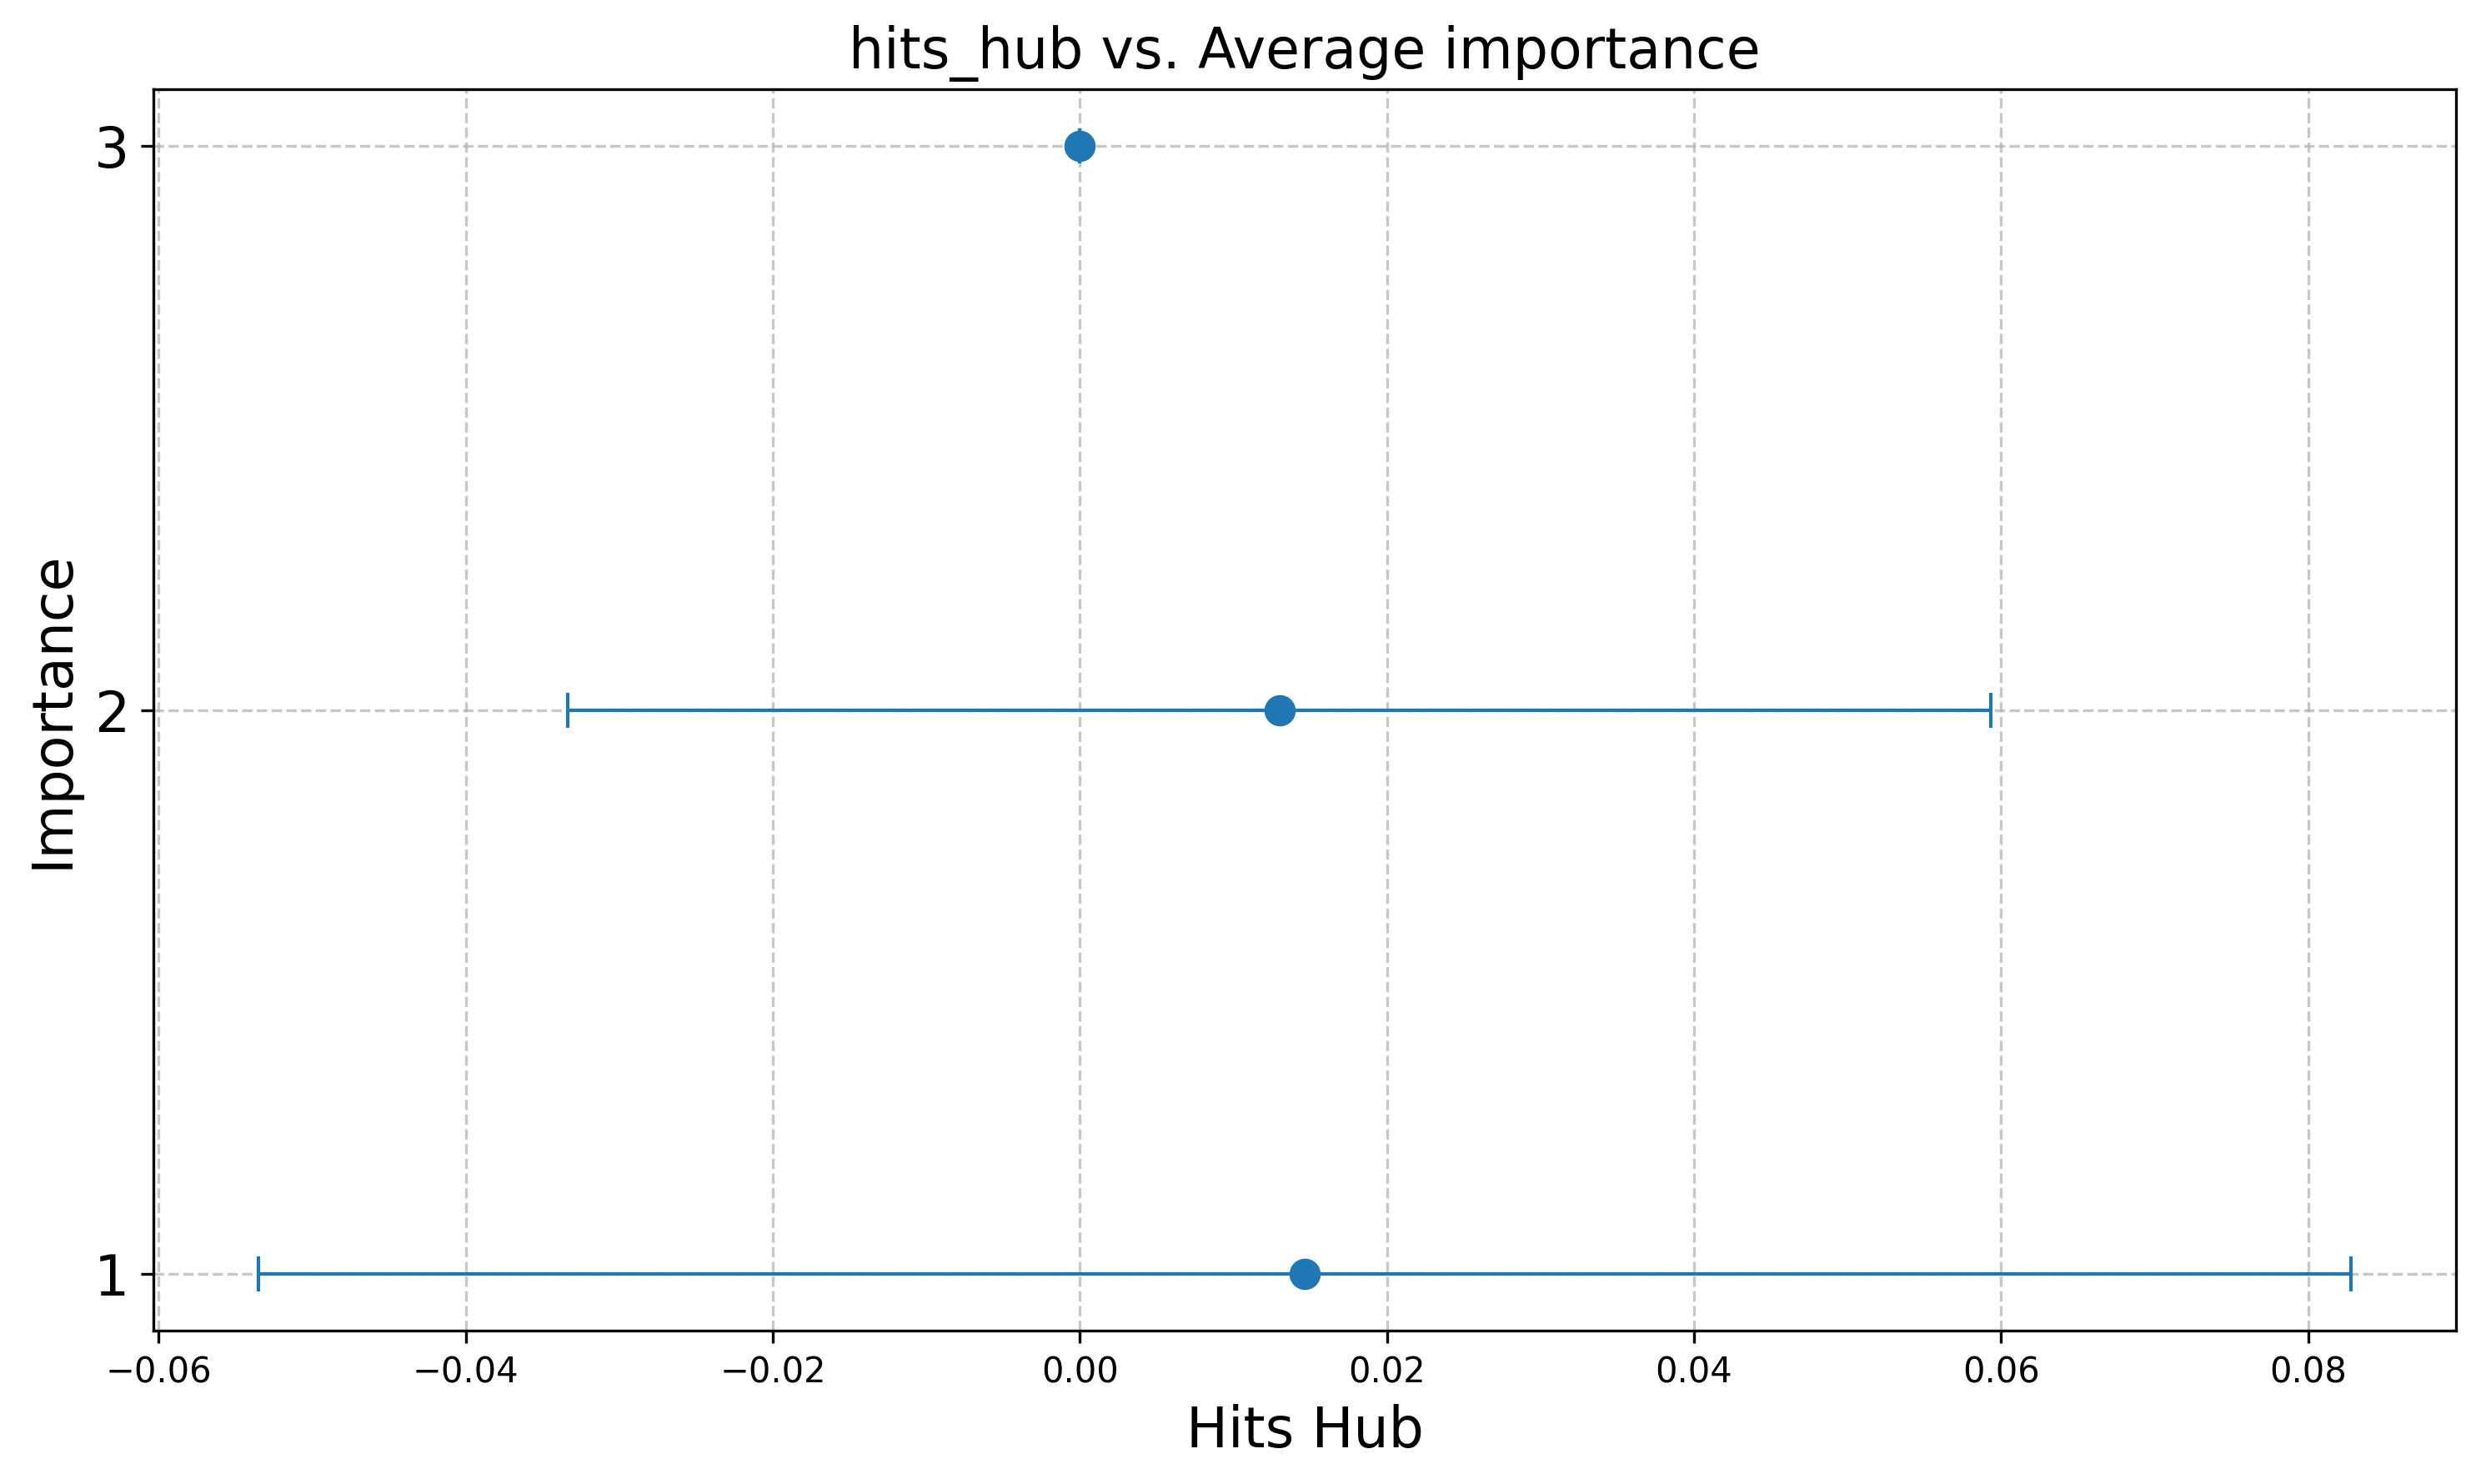 hits_hub vs. Average importance
3
2
1
Importance
−0.06 −0.04 −0.02 0.00 0.02 0.04 0.06 0.08
Hits Hub